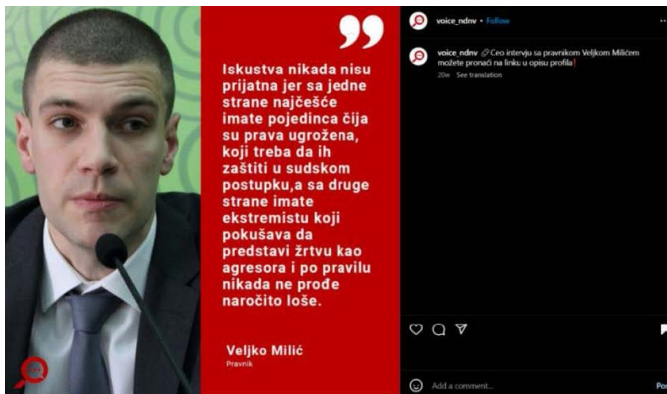 Iskustva nikada nisu
prijatna jer sa jedne
strane najčešće
imate pojedinca čija
su prava ugrožena,
koji treba da ih
zaštiti u sudskom
postupku,a sa druge
strane imate
ekstremistu koji
pokušava da
predstavi žrtvu kao
agresora i po pravilu
nikada ne prođe
naročito loše.
Veljko Milić
Pravnik
voice_ndnv • Follow
voice_ndnv 🔗Ceo intervju sa pravnikom Veljkom Milićem
možete pronaći na linku u opisu profila❗
20w See translation
Add a comment...